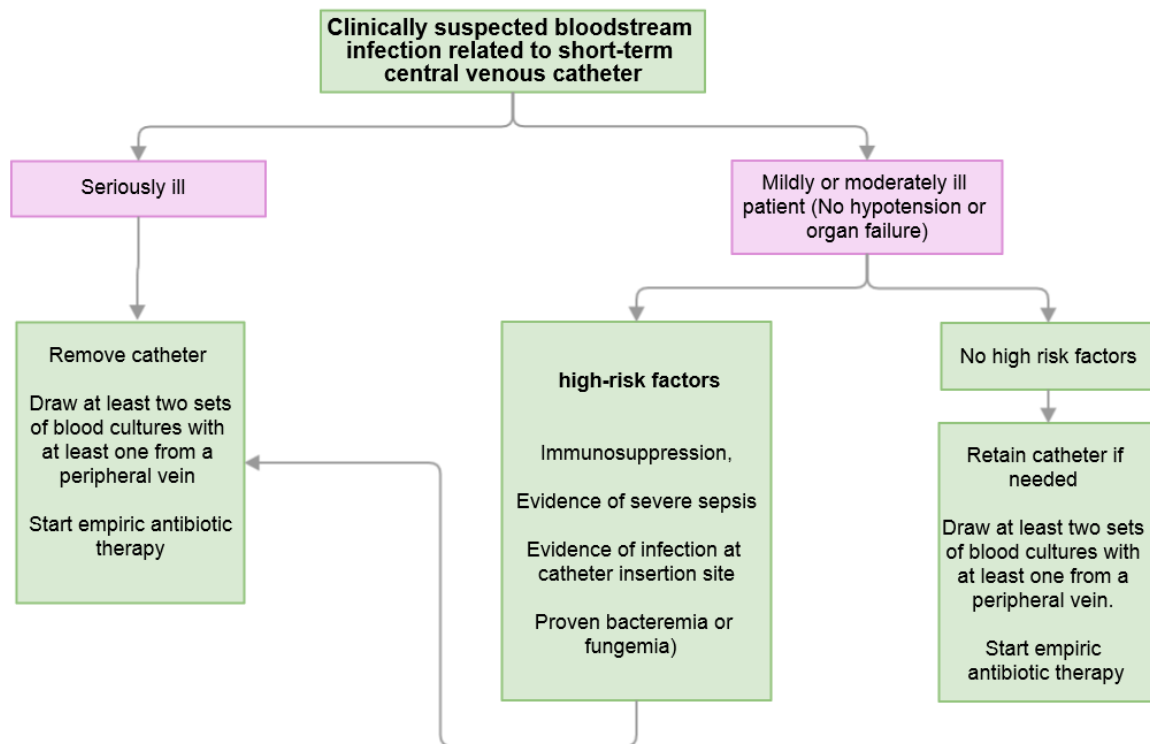 Clinically suspected bloodstream
infection related to short-term
central venous catheter
Seriously ill
Mildly or moderately ill
patient (No hypotension or
organ failure)
Remove catheter
Draw at least two sets
of blood cultures with
at least one from a
peripheral vein
Start empiric antibiotic
therapy
high-risk factors
Immunosuppression,
Evidence of severe sepsis
Evidence of infection at
catheter insertion site
Proven bacteremia or
fungemia)
No high risk factors
Retain catheter if
needed
Draw at least two sets
of blood cultures with
at least one from a
peripheral vein.
Start empiric
antibiotic therapy